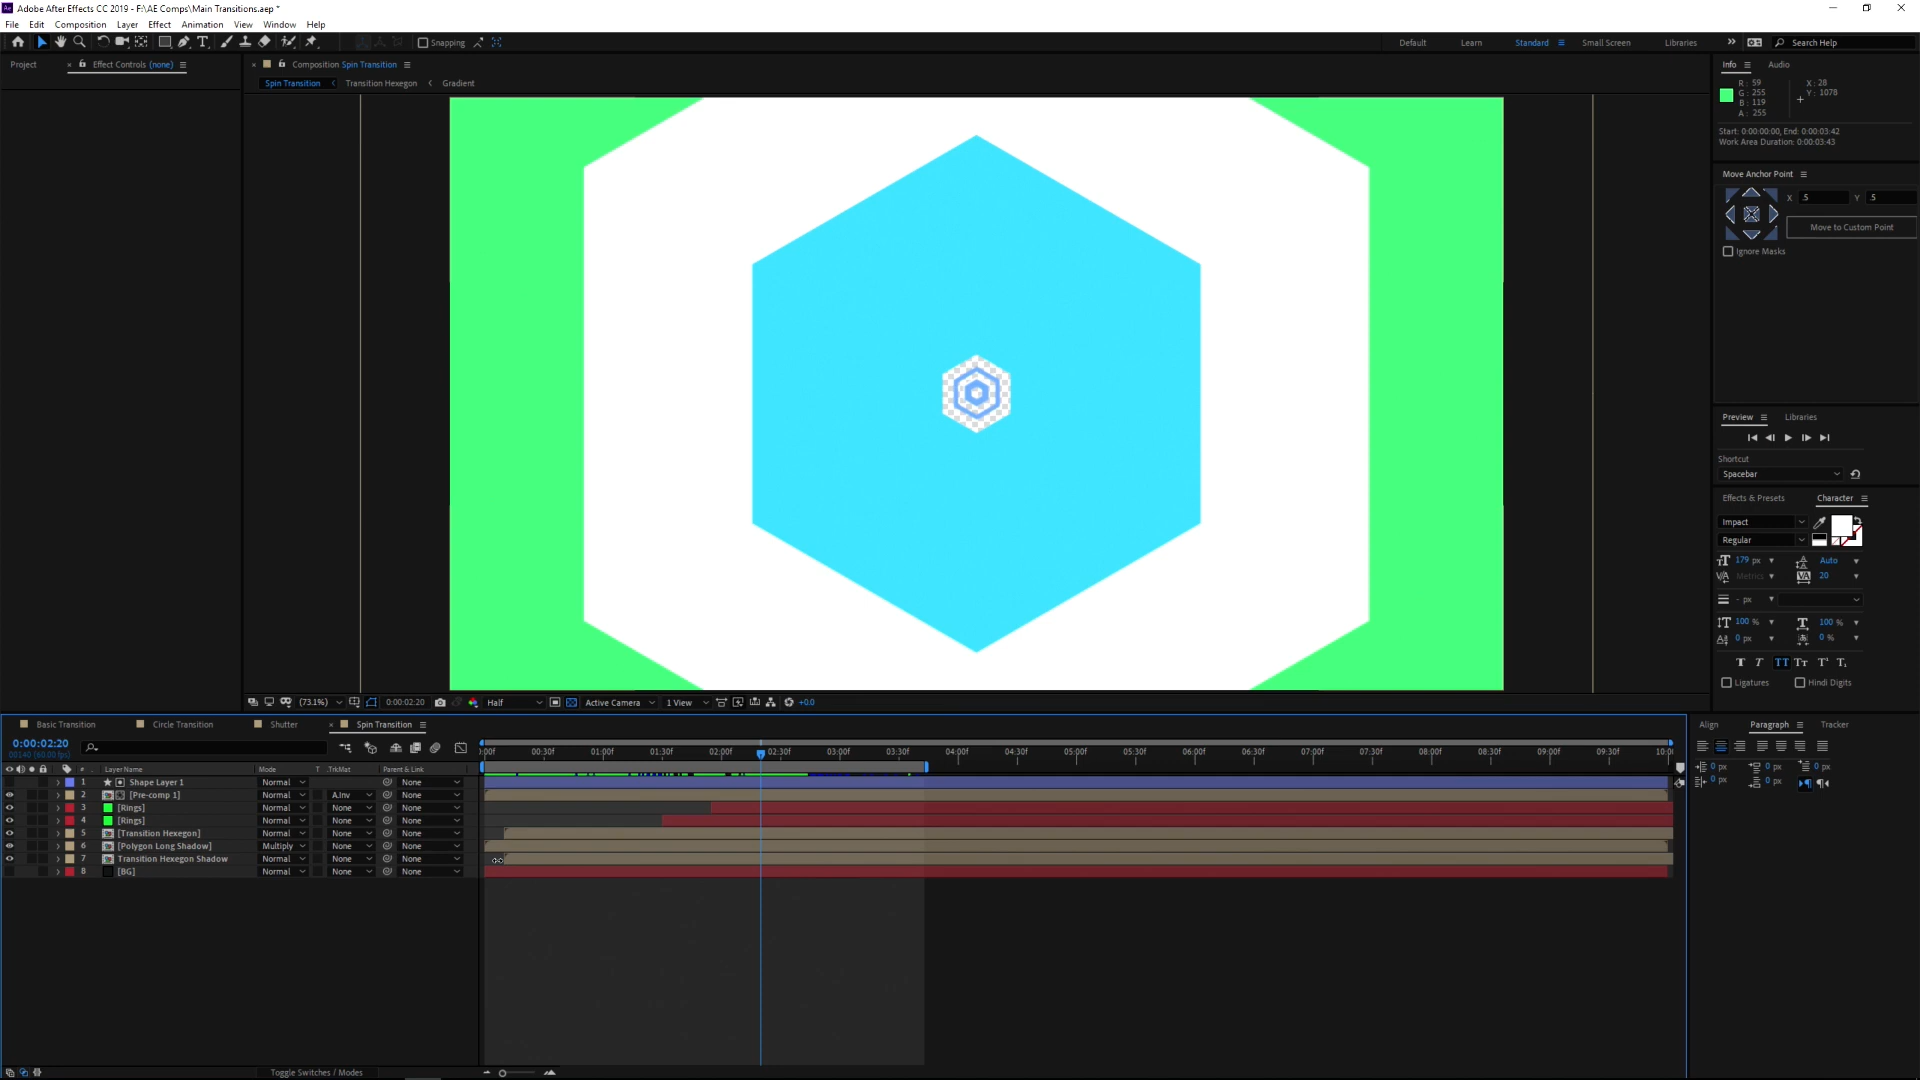 Adobe After Effects CC 2019 - F:\AE Comps\Main Transitions.aep *
File Edit Composition Layer Effect Animation View Window Help
Snapping
Default Learn Standard Small Screen Libraries Search Help
Project Effect Controls (none)
Composition Spin Transition
Spin Transition Transition Hexegon Gradient
Info Audio
R: 59
G: 255
B: 119
A: 255
X: 28
Y: 1078
Start: 0:00:00:00, End: 0:00:03:42
Work Area Duration: 0:00:03:43
Move Anchor Point
X .5 Y .5
Move to Custom Point
Ignore Masks
Preview Libraries
Shortcut
Spacebar
Effects & Presets Character
Impact
Regular
179 px Auto
Metrics 20
- px
100 % 100 %
0 px 0 %
Ligatures Hindi Digits
(73.1%) 0:00:02:20 Half Active Camera 1 View +0.0
Basic Transition Circle Transition Shutter Spin Transition
0:00:02:20
00140 (60.00 fps)
:00f 00:30f 01:00f 01:30f 02:00f 02:30f 03:00f 03:30f 04:00f 04:30f 05:00f 05:30f 06:00f 06:30f 07:00f 07:30f 08:00f 08:30f 09:00f 09:30f 10:0
# Layer Name Mode T .TrkMat Parent & Link
1 Shape Layer 1 Normal None
2 [Pre-comp 1] Normal A.Inv None
3 [Rings] Normal None None
4 [Rings] Normal None None
5 [Transition Hexegon] Normal None None
6 [Polygon Long Shadow] Multiply None None
7 Transition Hexegon Shadow Normal None None
8 [BG] Normal None None
Toggle Switches / Modes
Align Paragraph Tracker
0 px 0 px 0 px
0 px 0 px